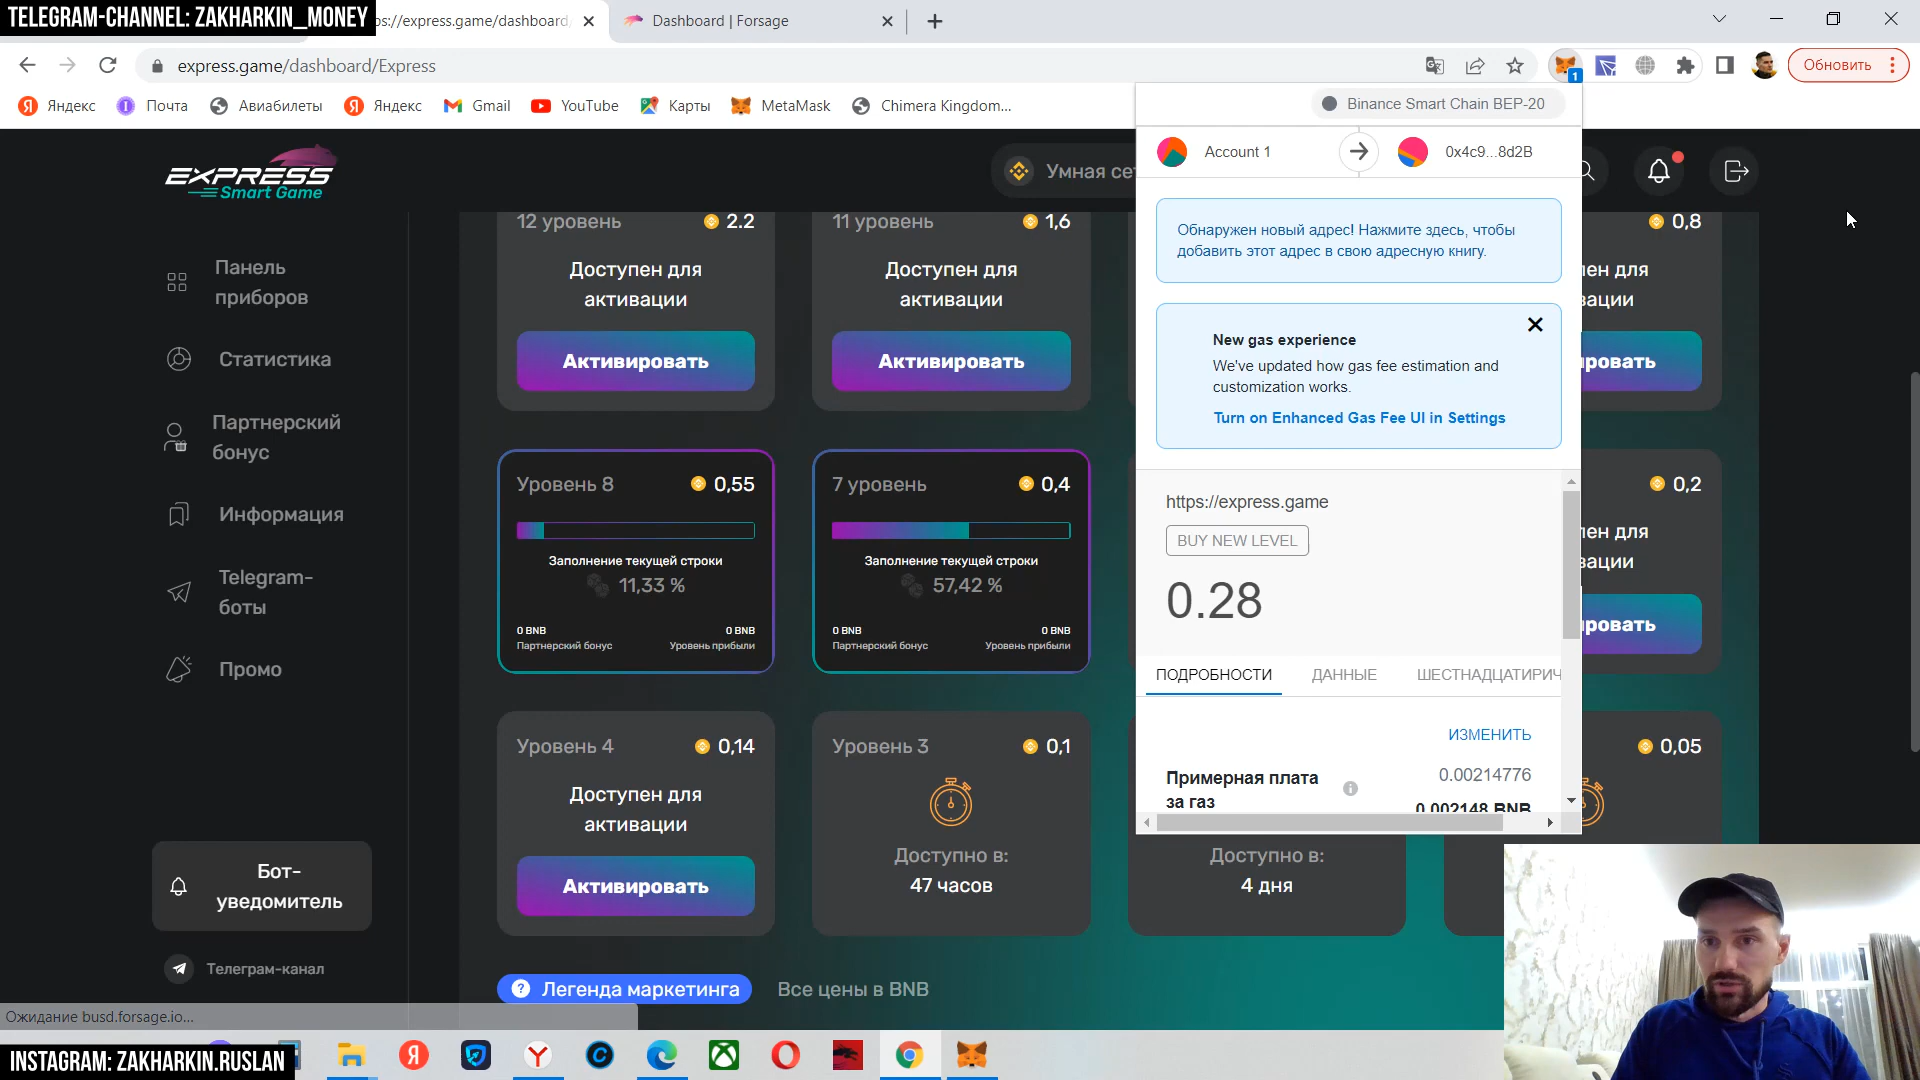 TELEGRAM-CHANNEL: ZAKHARKIN_MONEY
ps://express.game/dashboard
Dashboard | Forsage
express.game/dashboard/Express
Обновить
1
Яндекс
Почта
Авиабилеты
Яндекс
Gmail
YouTube
Карты
MetaMask
Chimera Kingdom...
EXPRESS
Smart Game
Умная се
Панель
приборов
Статистика
Партнерский
бонус
Информация
Telegram-
боты
Промо
Бот-
уведомитель
Телеграм-канал
12 уровень
2.2
Доступен для
активации
Активировать
11 уровень
1,6
Доступен для
активации
Активировать
0,8
ен для
ации
ровать
Уровень 8
0,55
Заполнение текущей строки
11,33 %
0 BNB
0 BNB
Партнерский бонус
Уровень прибыли
7 уровень
0,4
Заполнение текущей строки
57,42 %
0 BNB
0 BNB
Партнерский бонус
Уровень прибыли
0,2
ен для
ации
ровать
Уровень 4
0,14
Доступен для
активации
Активировать
Уровень 3
0,1
Доступно в:
47 часов
Доступно в:
4 дня
0,05
Легенда маркетинга
Все цены в BNB
Binance Smart Chain BEP-20
Account 1
0x4c9...8d2B
Обнаружен новый адрес! Нажмите здесь, чтобы
добавить этот адрес в свою адресную книгу.
New gas experience
We've updated how gas fee estimation and
customization works.
Turn on Enhanced Gas Fee UI in Settings
https://express.game
BUY NEW LEVEL
0.28
ПОДРОБНОСТИ
ДАННЫЕ
ШЕСТНАДЦАТИРИЧ
ИЗМЕНИТЬ
Примерная плата
за газ
0.00214776
0.002148 BNB
Ожидание busd.forsage.io...
INSTAGRAM: ZAKHARKIN.RUSLAN